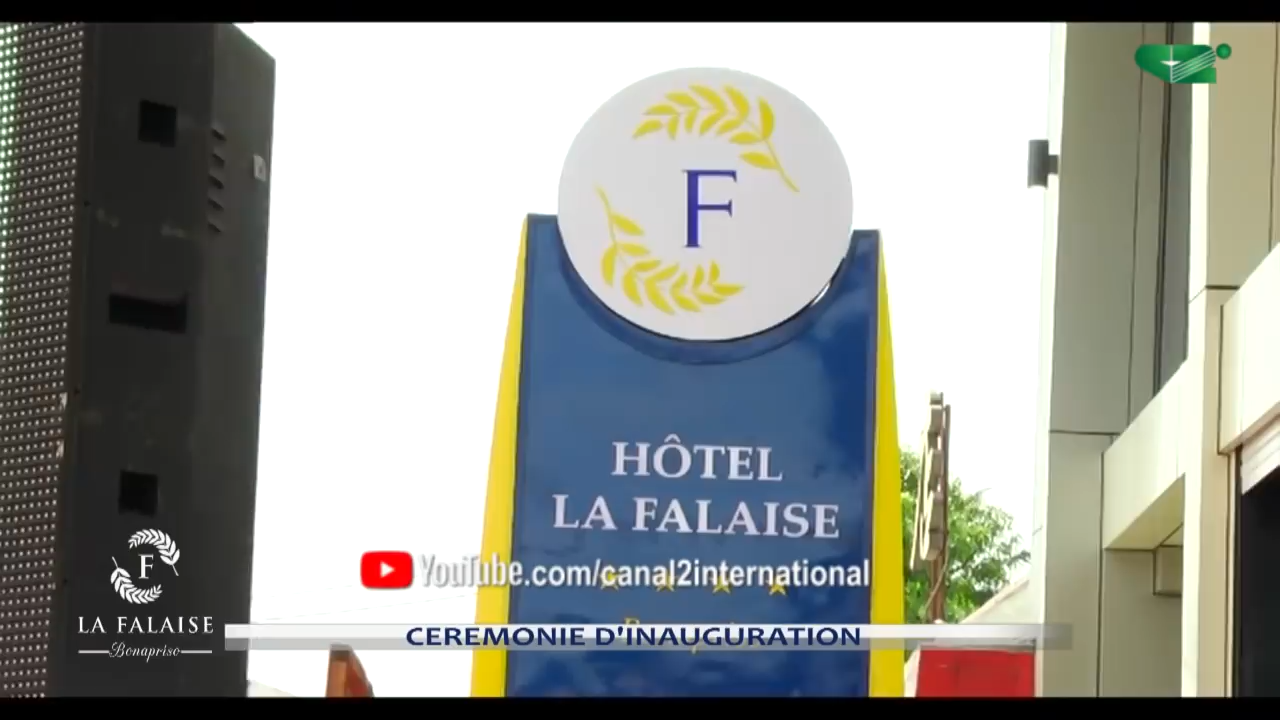 F
HÔTEL
LA FALAISE
YouTube.com/canal2international
F
LA FALAISE
Bonapriso
CEREMONIE D'INAUGURATION